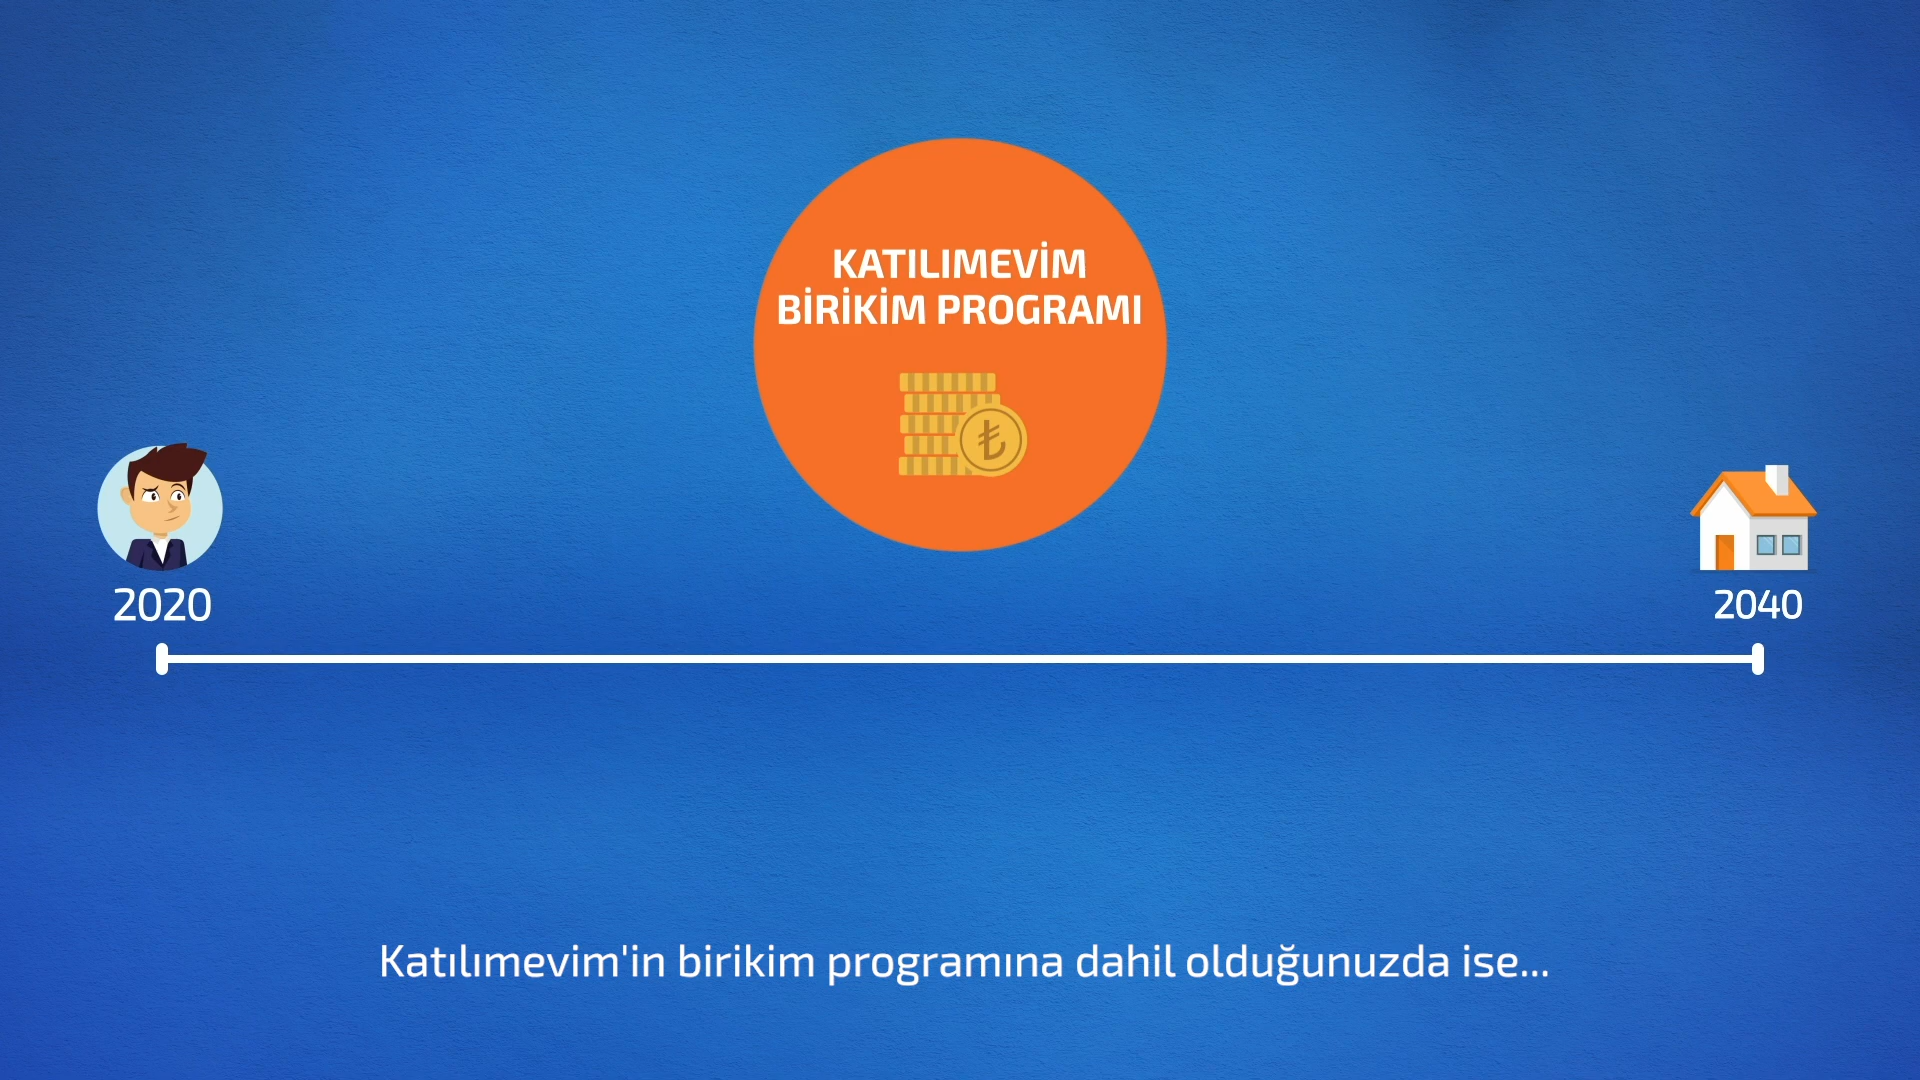 KATILIMEVİM
BİRİKİM PROGRAMI
₺
2020
2040
Katılımevim'in birikim programına dahil olduğunuzda ise...